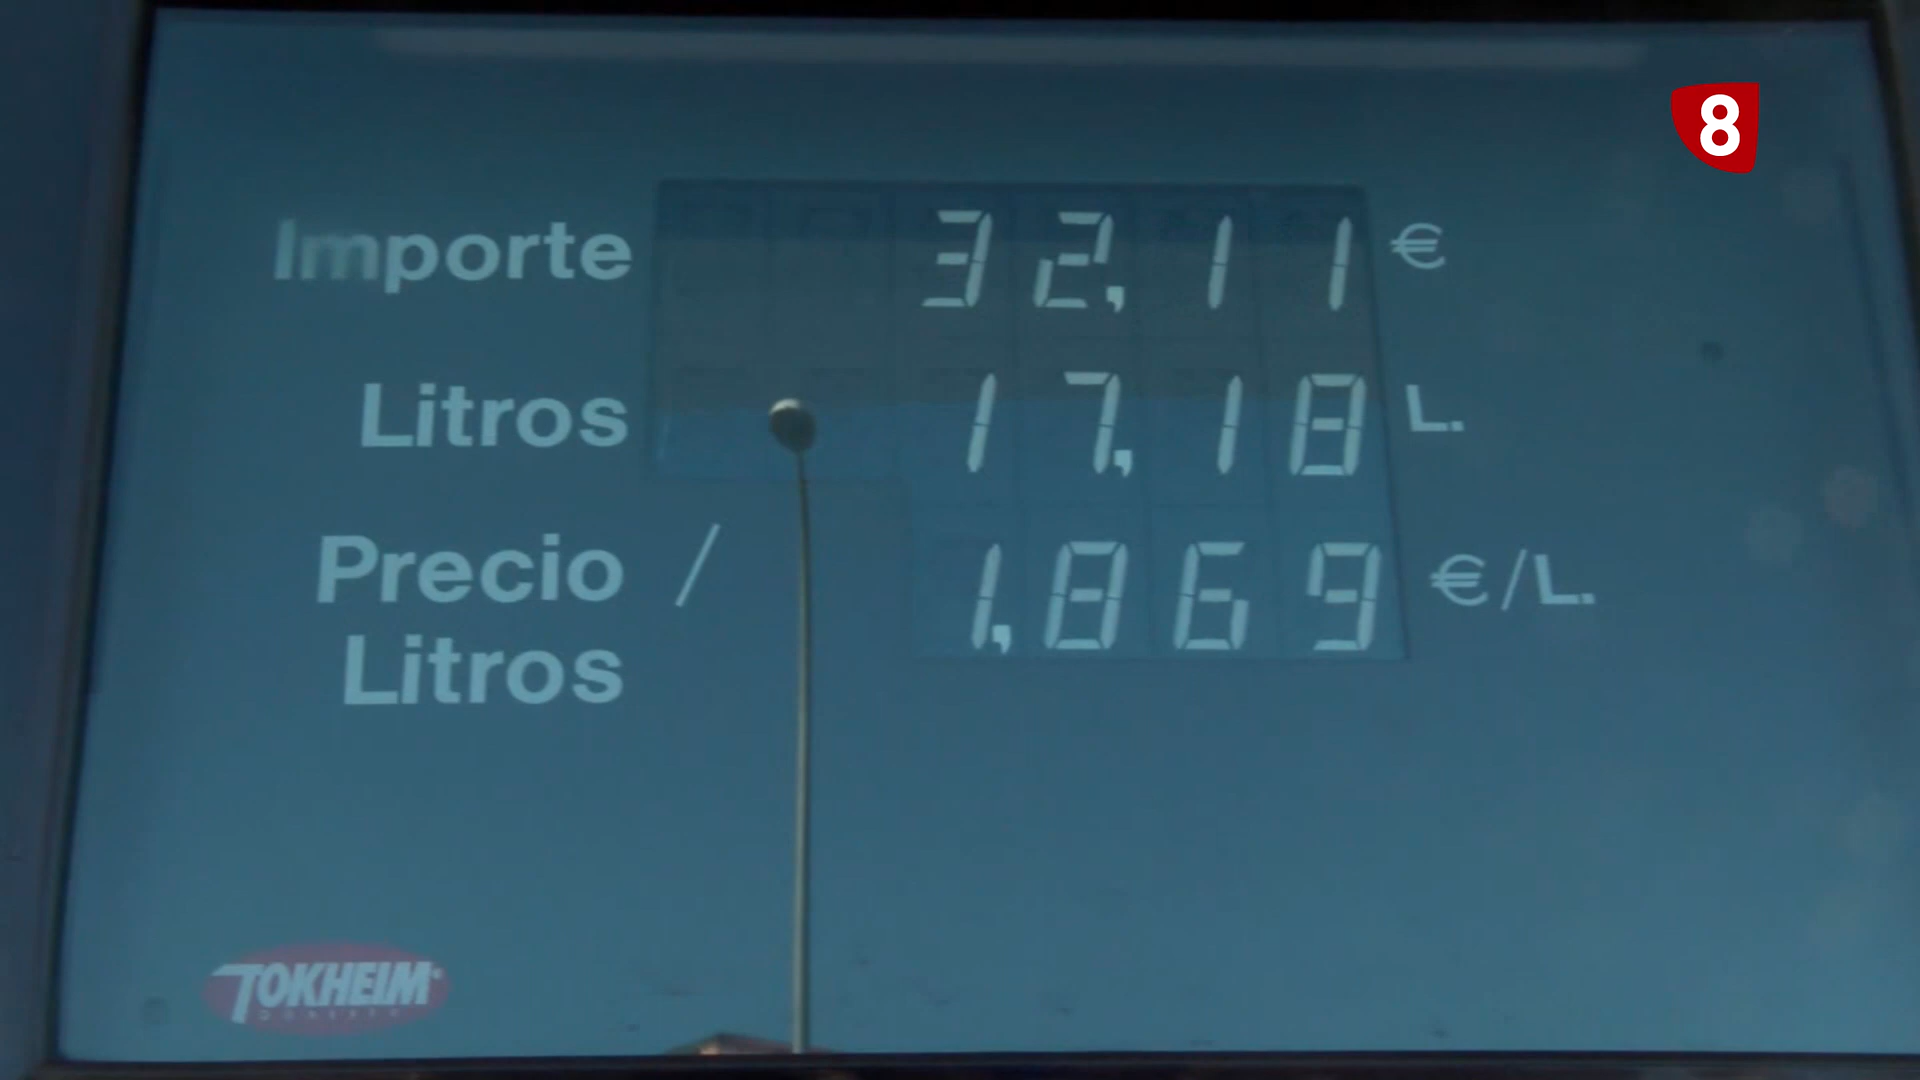 8
Importe 32,11 €
Litros 17,18 L.
Precio / 1,869 €/L.
Litros
TOKHEIM